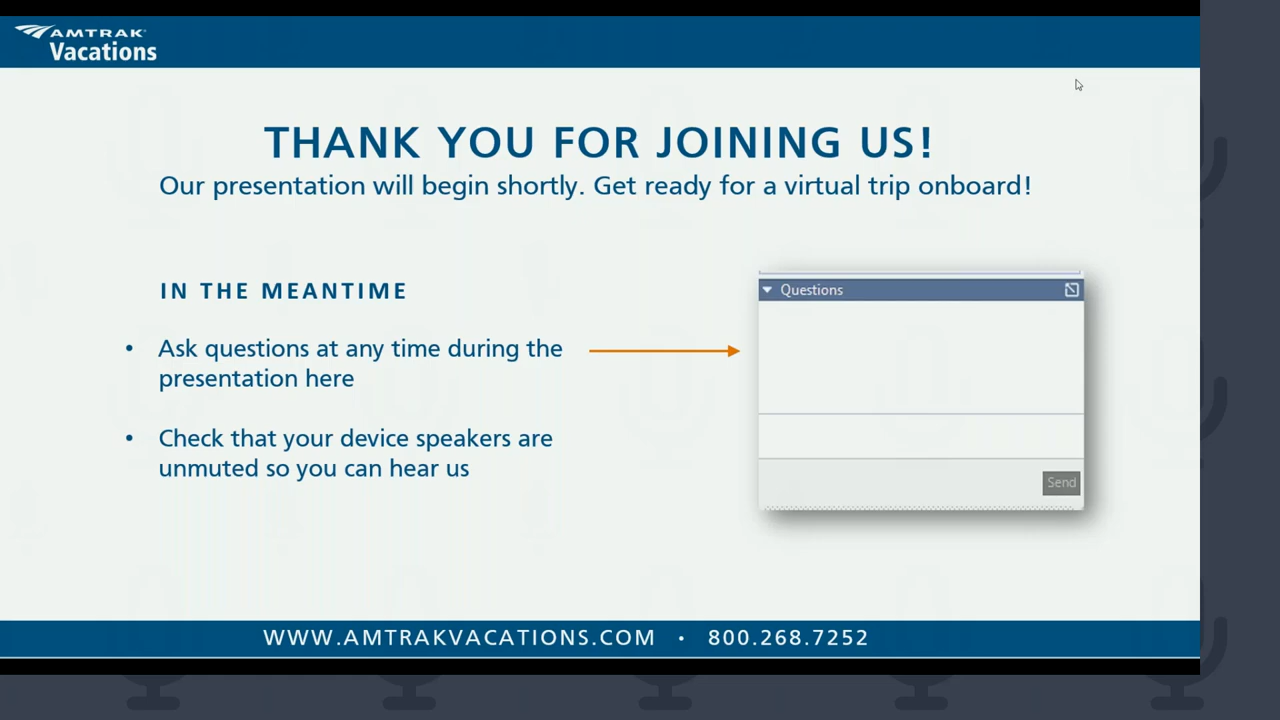 AMTRAK
Vacations
THANK YOU FOR JOINING US!
Our presentation will begin shortly. Get ready for a virtual trip onboard!
IN THE MEANTIME
• Ask questions at any time during the
presentation here
• Check that your device speakers are
unmuted so you can hear us
Questions
Send
WWW.AMTRAKVACATIONS.COM • 800.268.7252